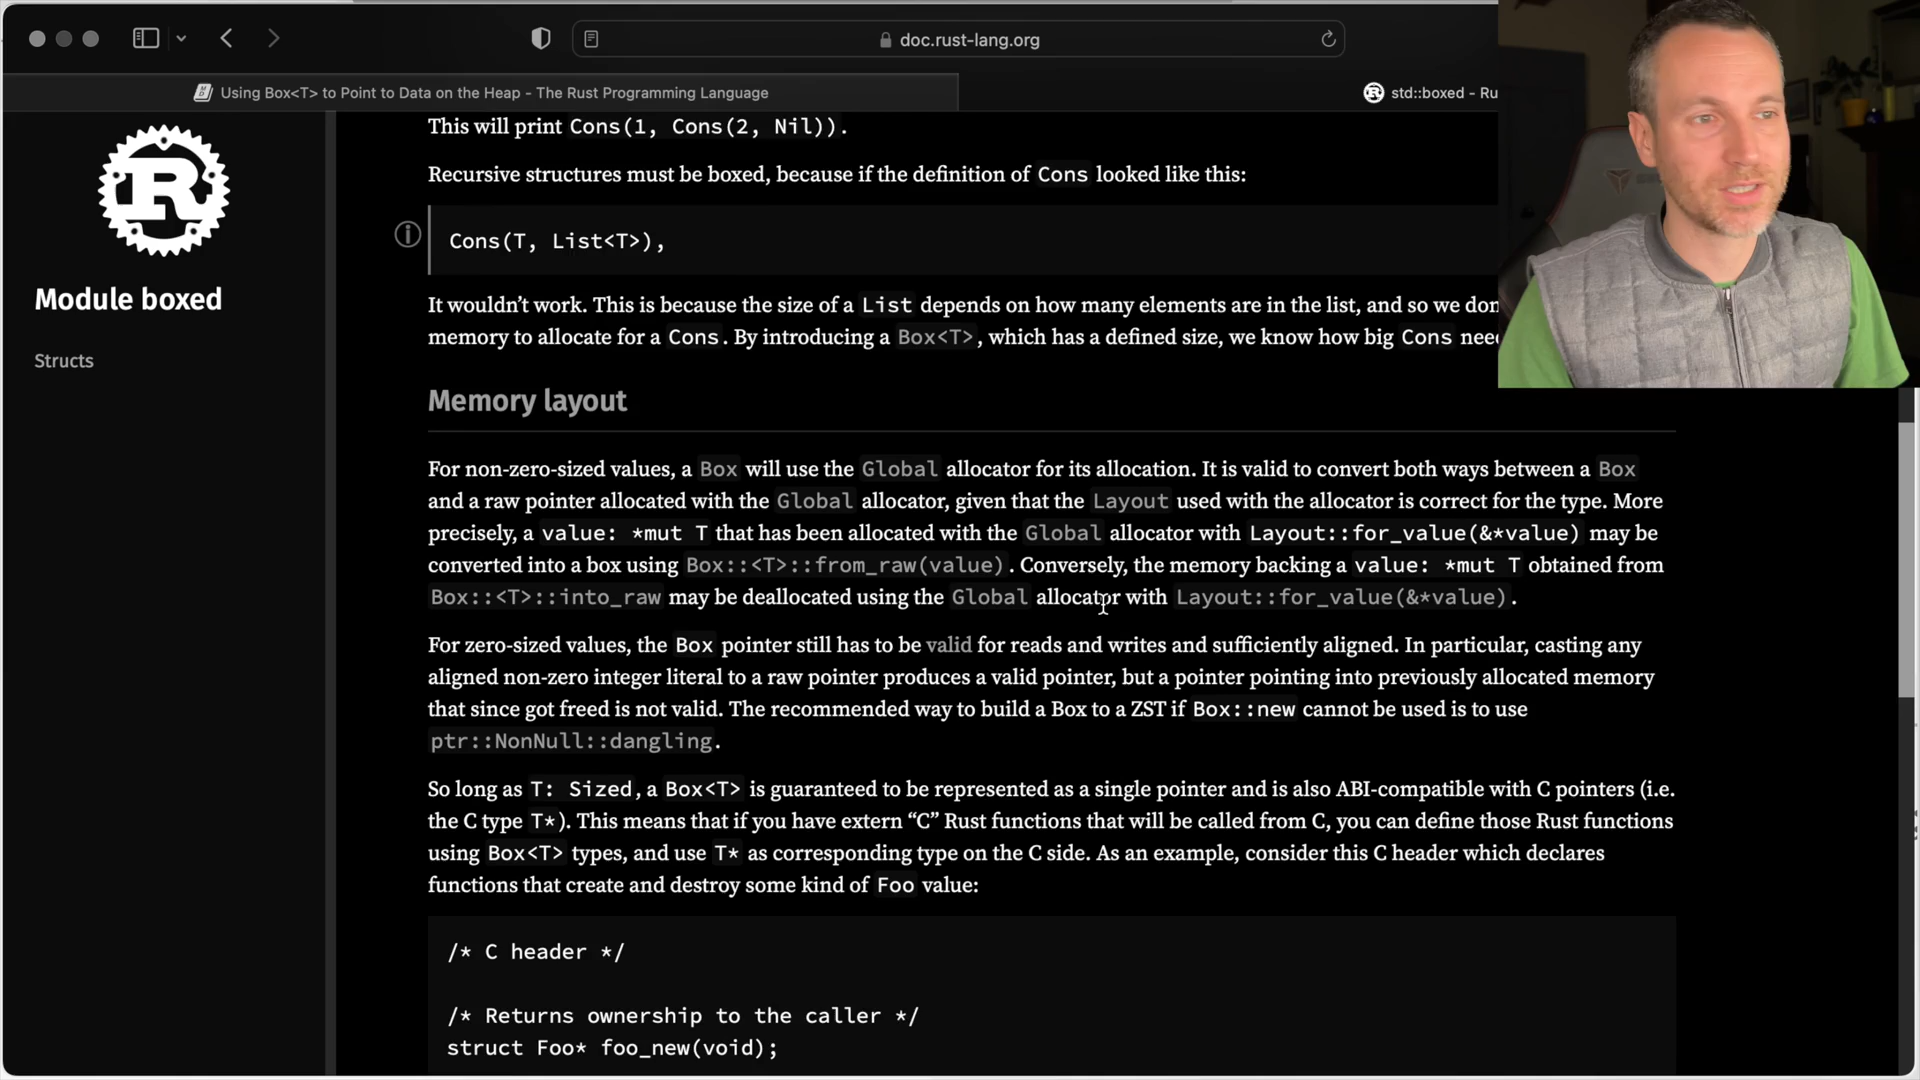 doc.rust-lang.org
Using Box<T> to Point to Data on the Heap - The Rust Programming Language
std::boxed - Ru
This will print Cons(1, Cons(2, Nil)).
Recursive structures must be boxed, because if the definition of Cons looked like this:
Cons(T, List<T>),
It wouldn’t work. This is because the size of a List depends on how many elements are in the list, and so we don
memory to allocate for a Cons. By introducing a Box<T>, which has a defined size, we know how big Cons nee
R
Module boxed
Structs
Memory layout
For non-zero-sized values, a Box will use the Global allocator for its allocation. It is valid to convert both ways between a Box
and a raw pointer allocated with the Global allocator, given that the Layout used with the allocator is correct for the type. More
precisely, a value: *mut T that has been allocated with the Global allocator with Layout::for_value(&*value) may be
converted into a box using Box::<T>::from_raw(value). Conversely, the memory backing a value: *mut T obtained from
Box::<T>::into_raw may be deallocated using the Global allocator with Layout::for_value(&*value).
For zero-sized values, the Box pointer still has to be valid for reads and writes and sufficiently aligned. In particular, casting any
aligned non-zero integer literal to a raw pointer produces a valid pointer, but a pointer pointing into previously allocated memory
that since got freed is not valid. The recommended way to build a Box to a ZST if Box::new cannot be used is to use
ptr::NonNull::dangling.
So long as T: Sized, a Box<T> is guaranteed to be represented as a single pointer and is also ABI-compatible with C pointers (i.e.
the C type T*). This means that if you have extern “C” Rust functions that will be called from C, you can define those Rust functions
using Box<T> types, and use T* as corresponding type on the C side. As an example, consider this C header which declares
functions that create and destroy some kind of Foo value:
/* C header */
/* Returns ownership to the caller */
struct Foo* foo_new(void);